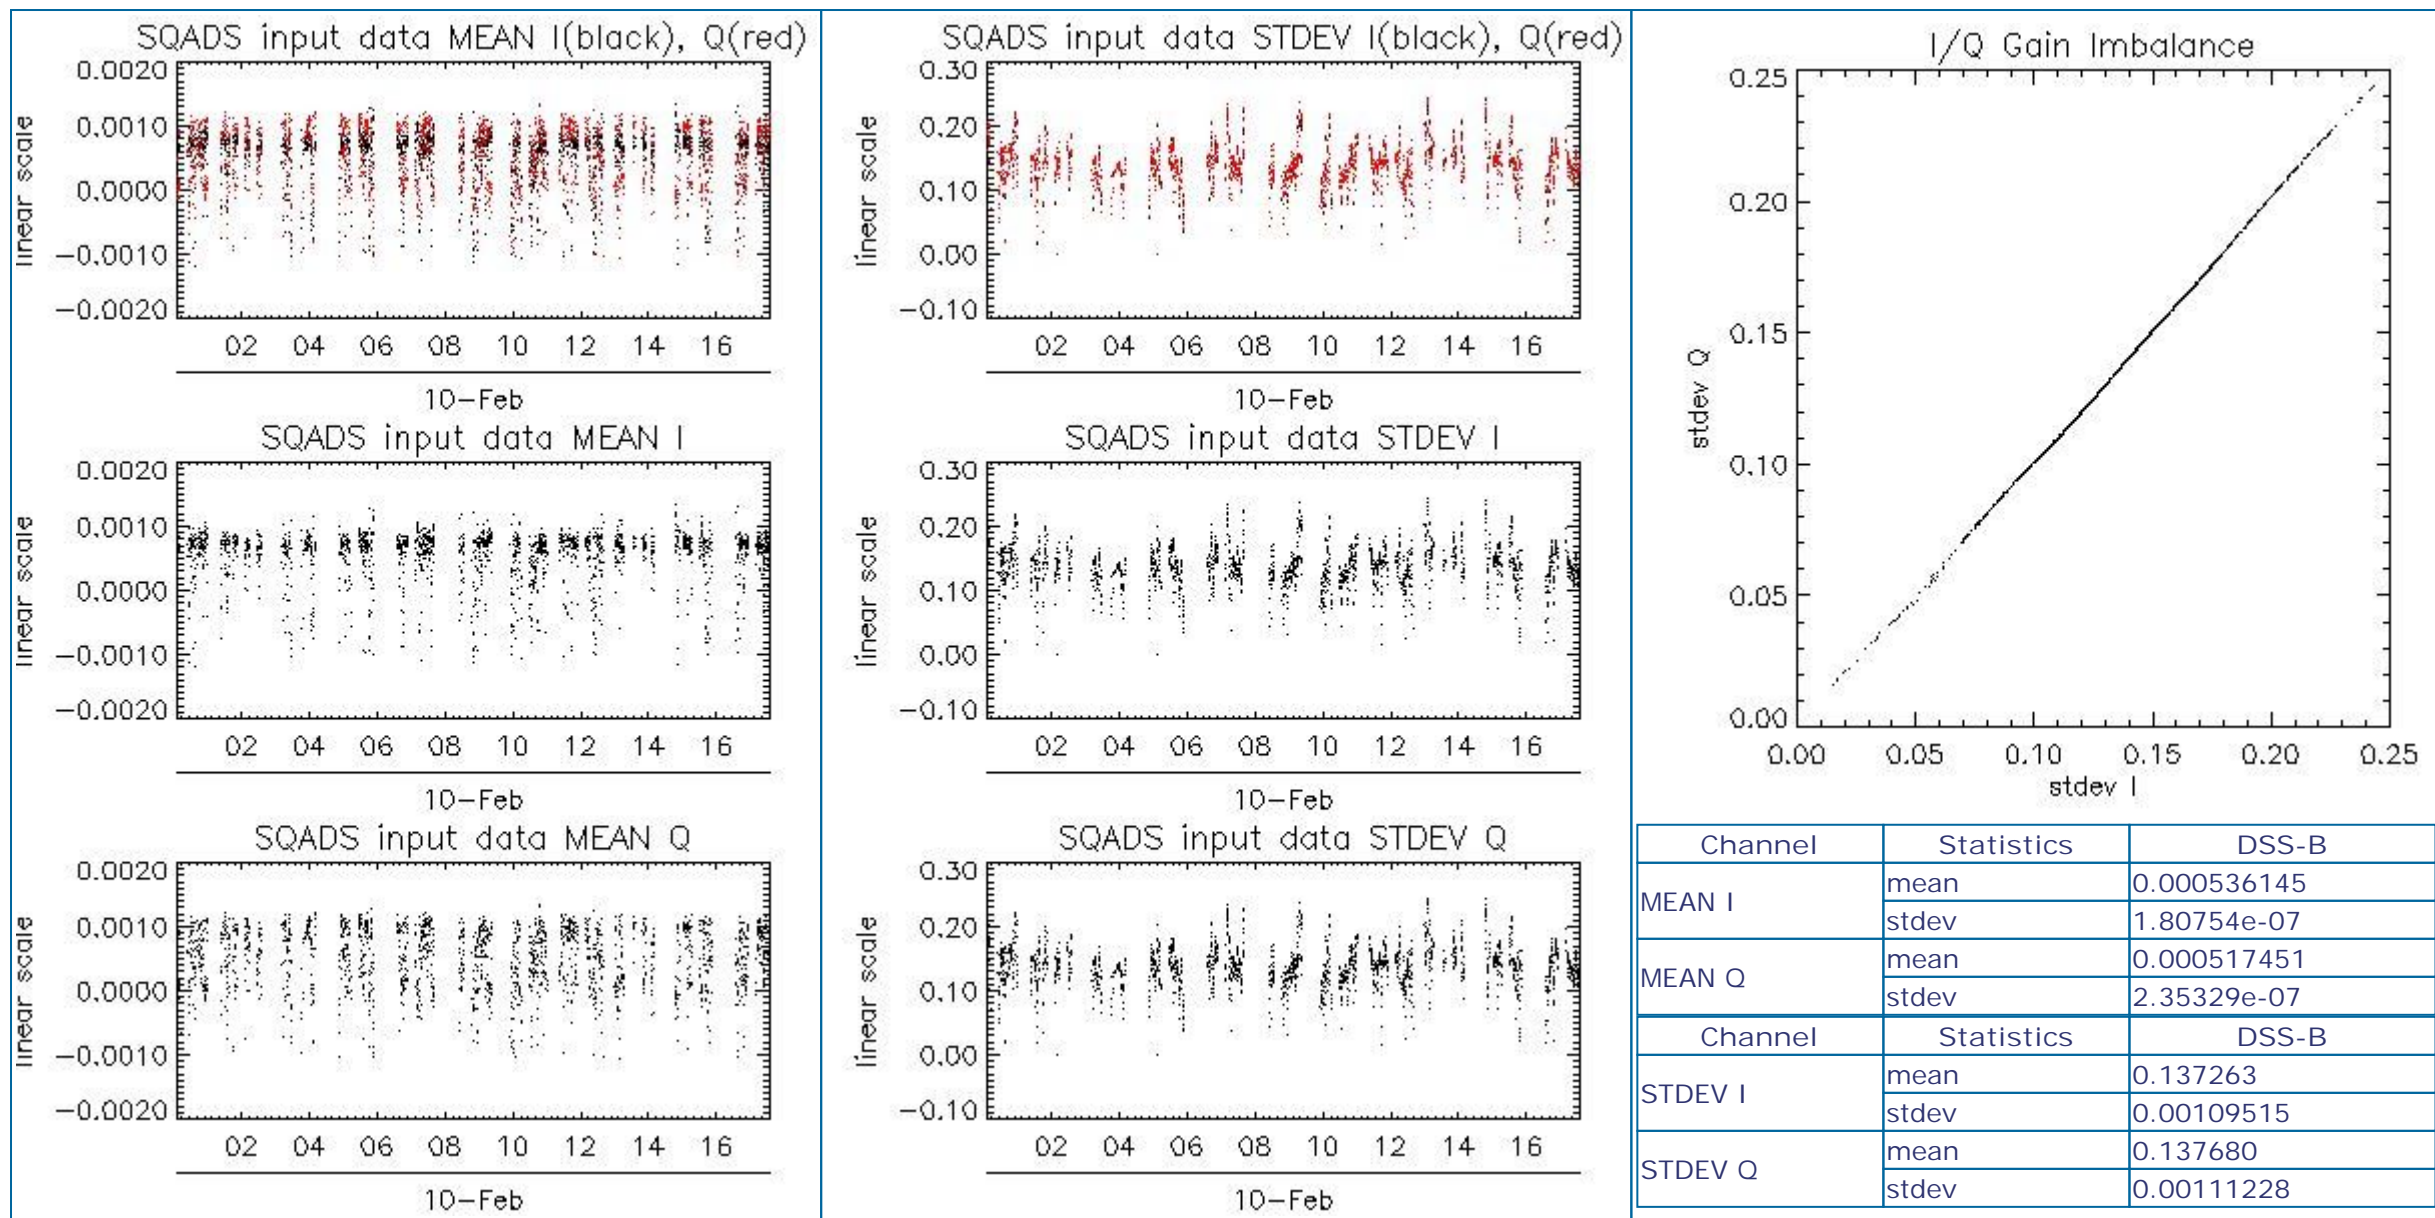 SQADS input data MEAN I(black), Q(red)
0.0020
0.0010
0.0000
−0.0010
−0.0020
linear scale
02 04 06 08 10 12 14 16
10−Feb
SQADS input data MEAN I
0.0020
0.0010
0.0000
−0.0010
−0.0020
linear scale
02 04 06 08 10 12 14 16
10−Feb
SQADS input data MEAN Q
0.0020
0.0010
0.0000
−0.0010
−0.0020
linear scale
02 04 06 08 10 12 14 16
10−Feb
SQADS input data STDEV I(black), Q(red)
0.30
0.20
0.10
0.00
−0.10
linear scale
02 04 06 08 10 12 14 16
10−Feb
SQADS input data STDEV I
0.30
0.20
0.10
0.00
−0.10
linear scale
02 04 06 08 10 12 14 16
10−Feb
SQADS input data STDEV Q
0.30
0.20
0.10
0.00
−0.10
linear scale
02 04 06 08 10 12 14 16
10−Feb
I/Q Gain Imbalance
0.25
0.20
0.15
0.10
0.05
0.00
stdev Q
0.00 0.05 0.10 0.15 0.20 0.25
stdev I
Channel Statistics DSS-B
MEAN I mean 0.000536145
stdev 1.80754e-07
MEAN Q mean 0.000517451
stdev 2.35329e-07
Channel Statistics DSS-B
STDEV I mean 0.137263
stdev 0.00109515
STDEV Q mean 0.137680
stdev 0.00111228